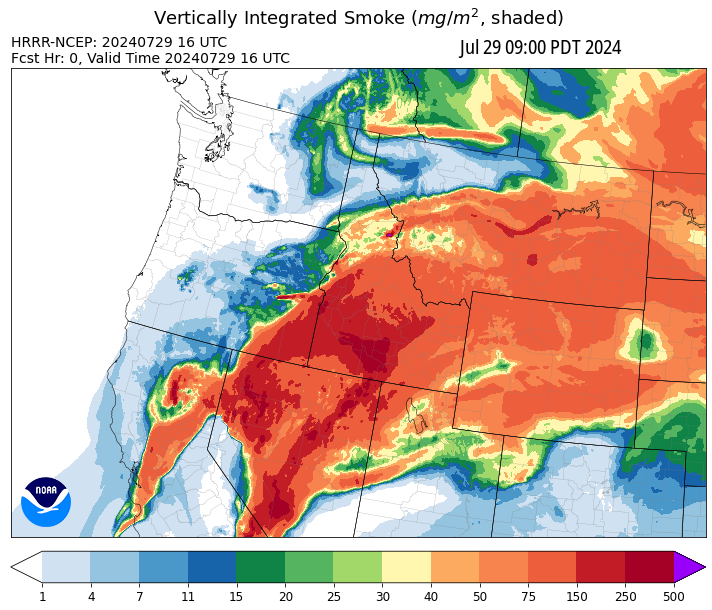 Vertically Integrated Smoke (mg/m², shaded)
HRRR-NCEP: 20240729 16 UTC
Jul 29 09:00 PDT 2024
Fcst Hr: 0, Valid Time 20240729 16 UTC
NOAA
1 4 7 11 15 20 25 30 40 50 75 150 250 500